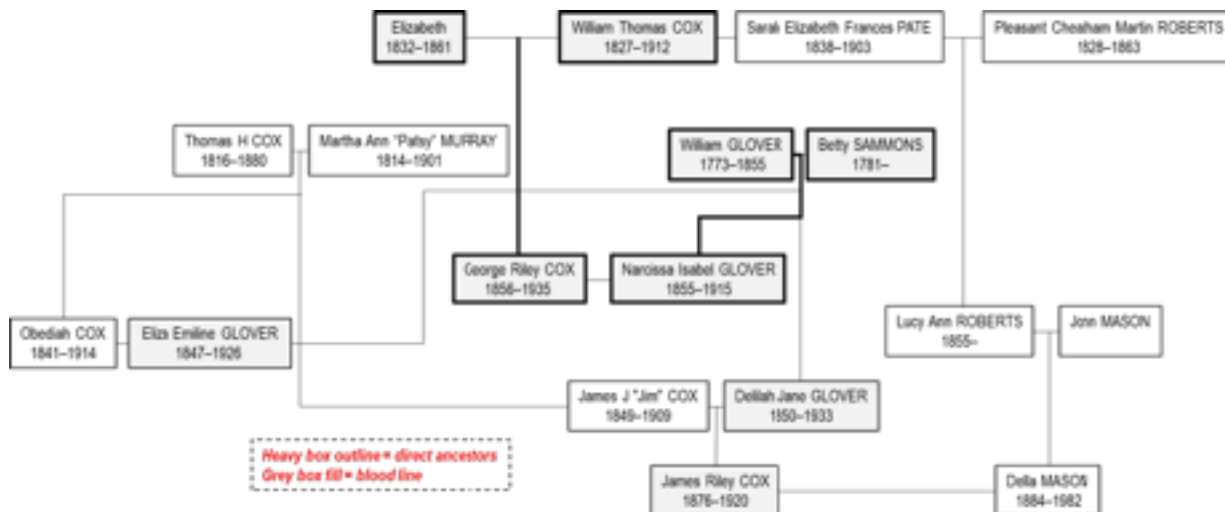 Elizabeth
1832–1861
William Thomas COX
1827–1912
Sarah Elizabeth Frances PATE
1838–1903
Pleasant Cheaham Martin ROBERTS
1828–1863
Thomas H COX
1816–1880
Martha Ann "Patsy" MURRAY
1814–1901
William GLOVER
1773–1855
Betty SAMMONS
1781–
George Riley COX
1856–1935
Narcissa Isabel GLOVER
1855–1915
Obediah COX
1841–1914
Eliza Emiline GLOVER
1847–1926
Lucy Ann ROBERTS
1855–
John MASON
James J "Jim" COX
1849–1909
Delilah Jane GLOVER
1850–1933
Heavy box outline = direct ancestors
Grey box fill = blood line
James Riley COX
1876–1920
Della MASON
1884–1982